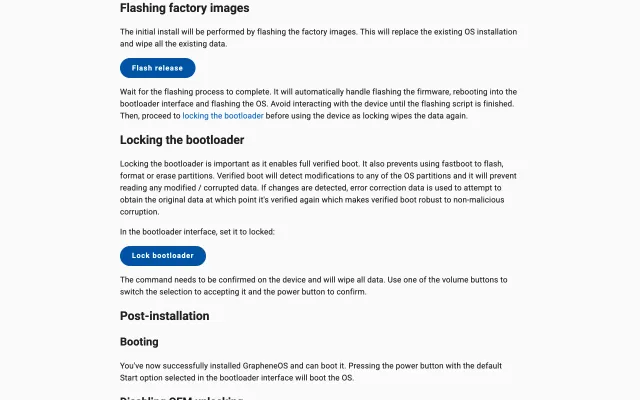 Flashing factory images
The initial install will be performed by flashing the factory images. This will replace the existing OS installation
and wipe all the existing data.
Flash release
Wait for the flashing process to complete. It will automatically handle flashing the firmware, rebooting into the
bootloader interface and flashing the OS. Avoid interacting with the device until the flashing script is finished.
Then, proceed to locking the bootloader before using the device as locking wipes the data again.
Locking the bootloader
Locking the bootloader is important as it enables full verified boot. It also prevents using fastboot to flash,
format or erase partitions. Verified boot will detect modifications to any of the OS partitions and it will prevent
reading any modified / corrupted data. If changes are detected, error correction data is used to attempt to
obtain the original data at which point it's verified again which makes verified boot robust to non-malicious
corruption.
In the bootloader interface, set it to locked:
Lock bootloader
The command needs to be confirmed on the device and will wipe all data. Use one of the volume buttons to
switch the selection to accepting it and the power button to confirm.
Post-installation
Booting
You've now successfully installed GrapheneOS and can boot it. Pressing the power button with the default
Start option selected in the bootloader interface will boot the OS.
Disabling OEM unlocking